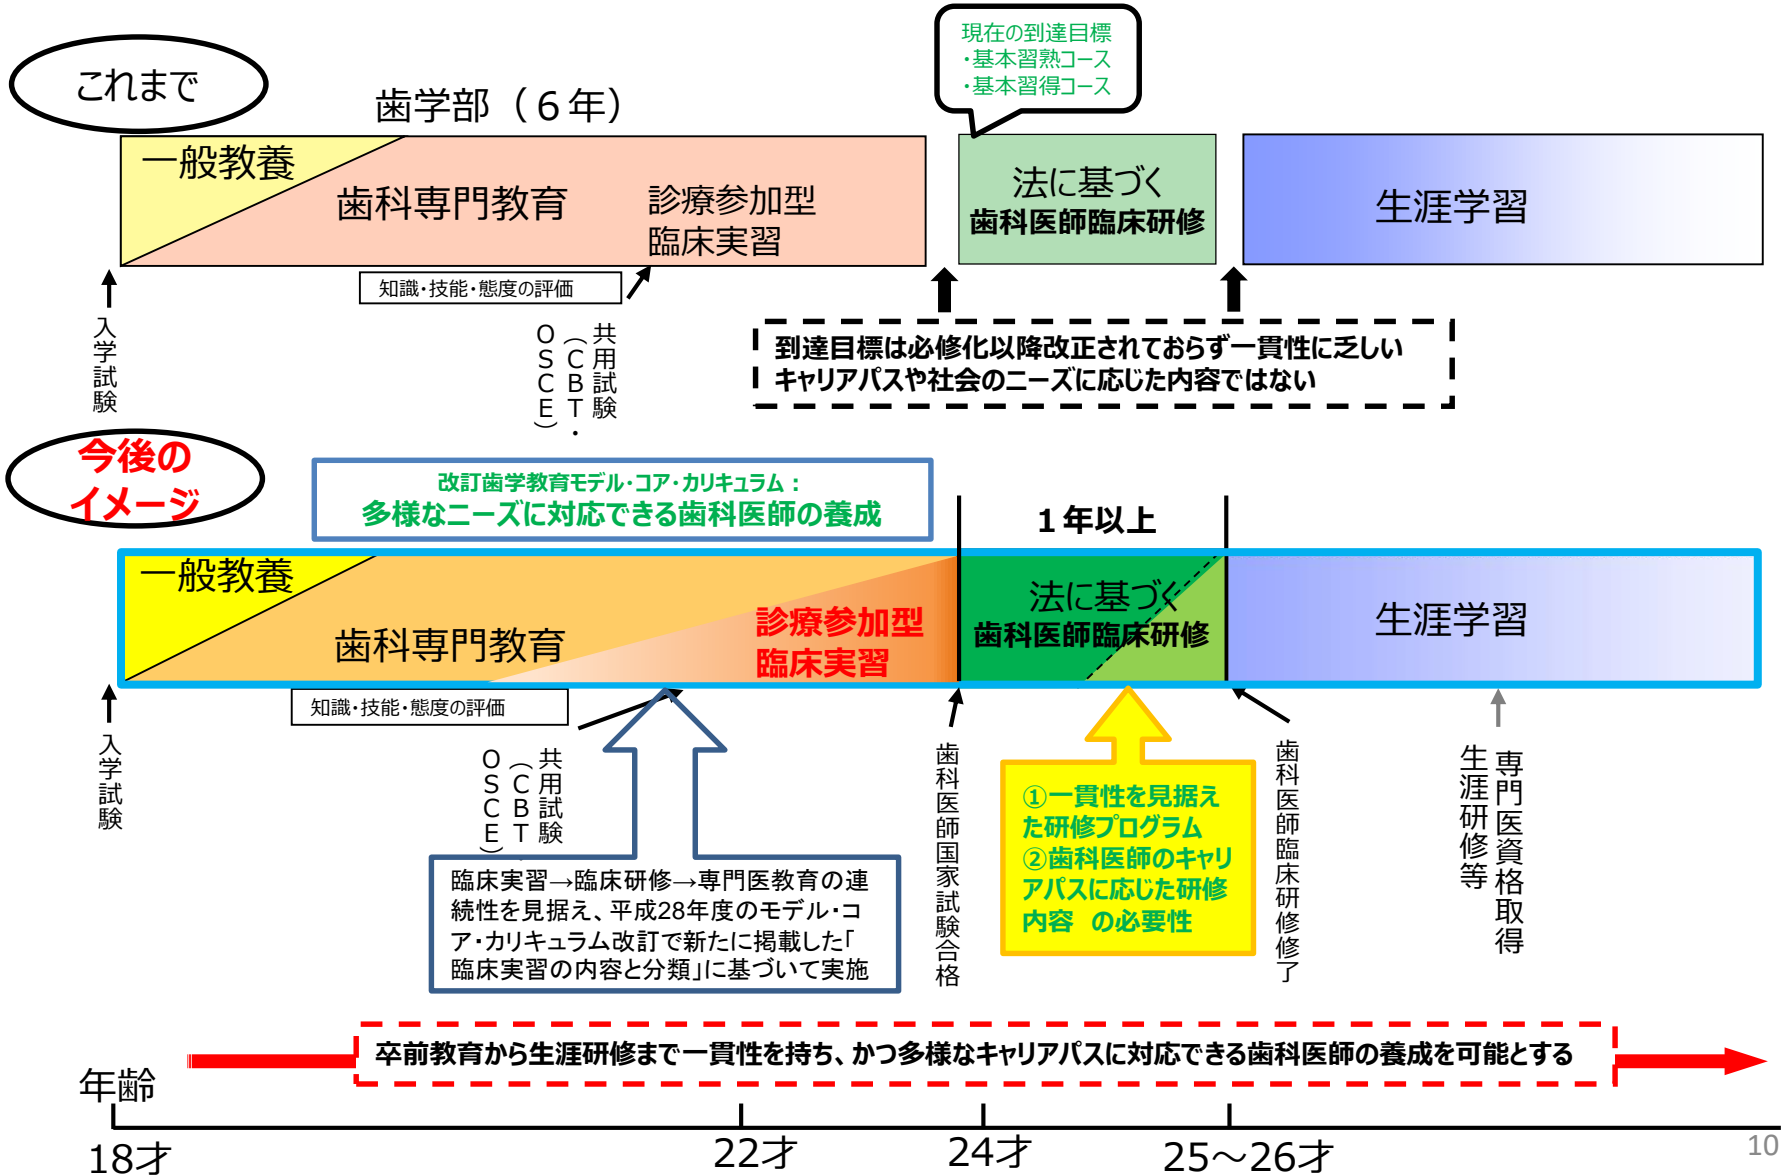 現在の到達目標
・基本習熟コース
・基本習得コース
これまで
歯学部（６年）
一般教養
歯科専門教育
診療参加型
臨床実習
法に基づく
歯科医師臨床研修
生涯学習
知識・技能・態度の評価
入学試験
共用試験
（ＣＢＴ・
ＯＳＣＥ）
到達目標は必修化以降改正されておらず一貫性に乏しい
キャリアパスや社会のニーズに応じた内容ではない
今後の
イメージ
改訂歯学教育モデル・コア・カリキュラム：
多様なニーズに対応できる歯科医師の養成
１年以上
一般教養
歯科専門教育
診療参加型
臨床実習
法に基づく
歯科医師臨床研修
生涯学習
知識・技能・態度の評価
入学試験
共用試験
（ＣＢＴ
ＯＳＣＥ）
臨床実習→臨床研修→専門医教育の連
続性を見据え、平成28年度のモデル・コ
ア・カリキュラム改訂で新たに掲載した「
臨床実習の内容と分類」に基づいて実施
歯科医師国家試験合格
①一貫性を見据え
た研修プログラム
②歯科医師のキャリ
アパスに応じた研修
内容　の必要性
歯科医師臨床研修修了
専門医資格取得
生涯研修等
卒前教育から生涯研修まで一貫性を持ち、かつ多様なキャリアパスに対応できる歯科医師の養成を可能とする
年齢
18才
22才
24才
25～26才
10